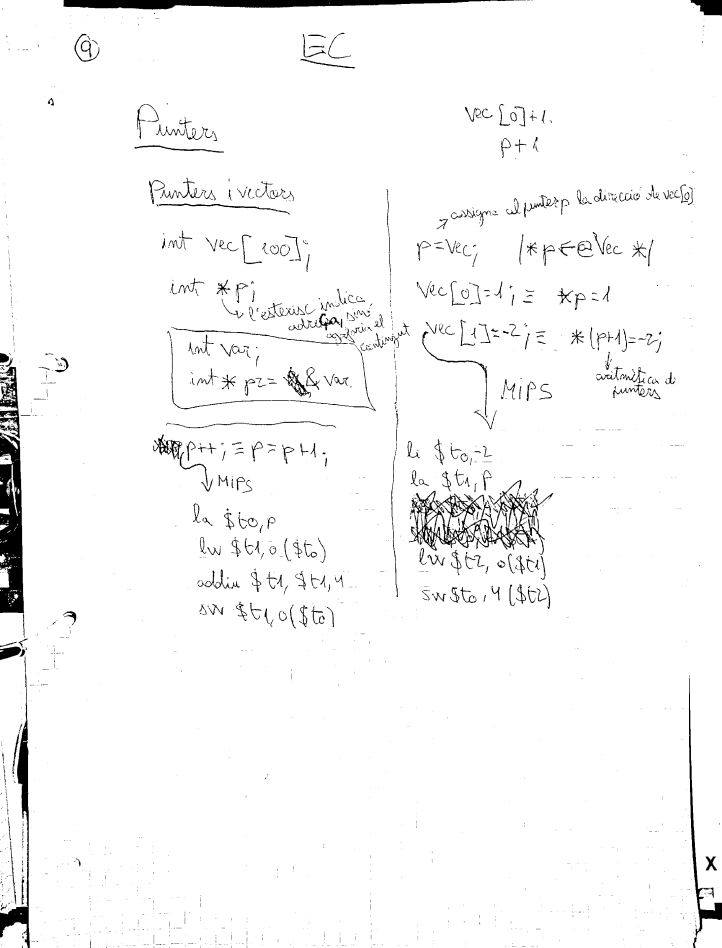 9
EC
Punters
Vec[0]+1.
p+1
Punters i vectors
int vec[100];
int *p;
↳ l'esterisc indica
adreça, sinó
agafaria el
contingut
int var;
int* p2= & var.
p++; ≡ p=p+1;
↓ MIPS
la $t0,p
lw $t1,0($t0)
addiu $t1,$t1,4
sw $t1,0($t0)
assigna al punter p la direcció de vec[0]
p=Vec; /*p←@Vec */
Vec[0]=1; ≡ *p=1
Vec[1]=-2; ≡ *(p+1)=-2;
aritmètica de
punters
MIPS
li $t0,-2
la $t1,P
lw $t2, 0($t1)
sw $t0,4($t2)
X